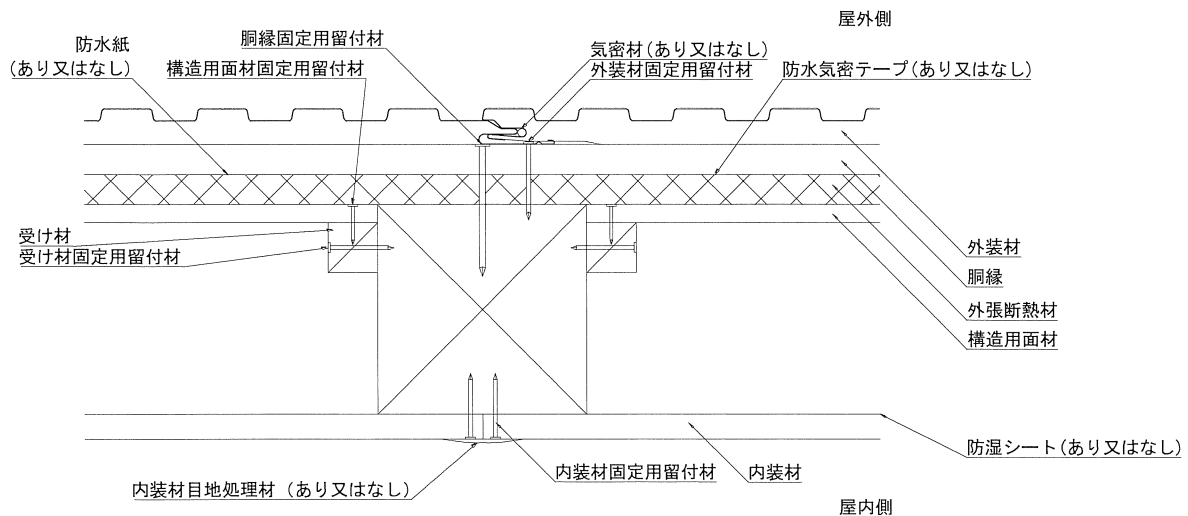 屋外側
防水紙
(あり又はなし)
胴縁固定用留付材
構造用面材固定用留付材
気密材(あり又はなし)
外装材固定用留付材
防水気密テープ(あり又はなし)
受け材
受け材固定用留付材
外装材
胴縁
外張断熱材
構造用面材
防湿シート(あり又はなし)
内装材固定用留付材
内装材
内装材目地処理材 (あり又はなし)
屋内側